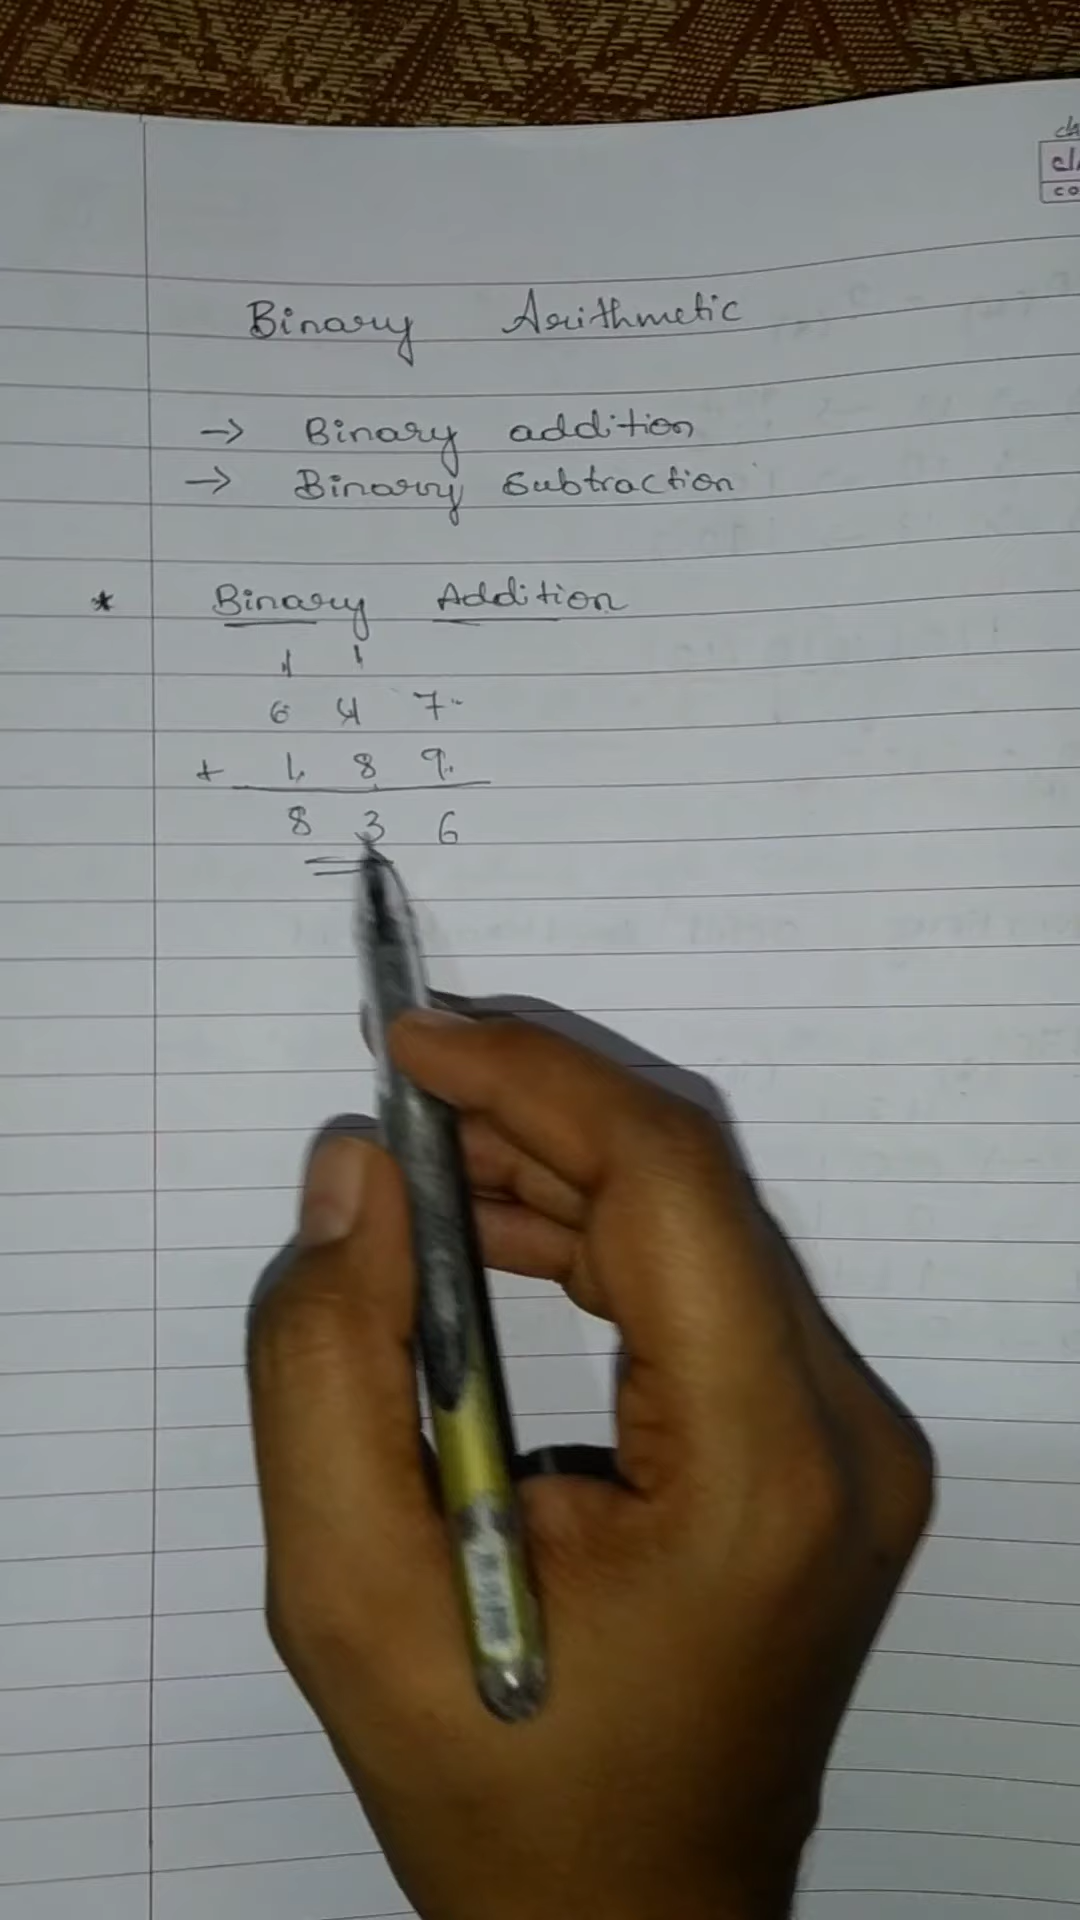 Binary Arithmetic
→ Binary addition
→ Binary subtraction
* Binary Addition
1 1
6 4 7
+ 1 8 9
8 3 6